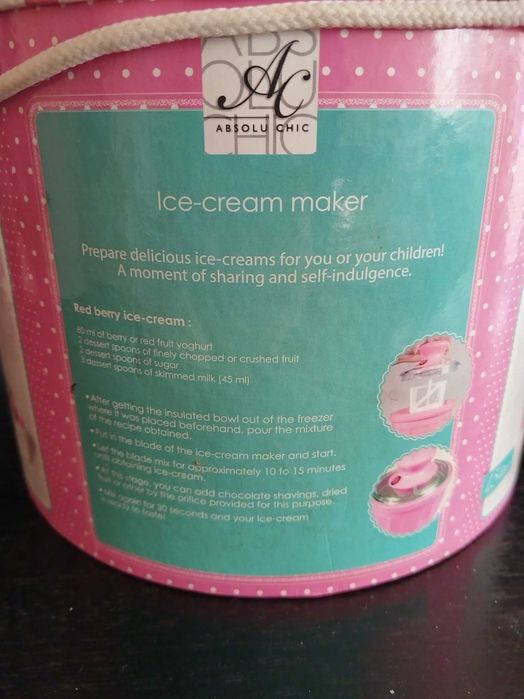 AC
ABSOLU CHIC
Ice-cream maker
Prepare delicious ice-creams for you or your children!
A moment of sharing and self-indulgence.
Red berry ice-cream :
80 ml of berry or red fruit yoghurt
2 dessert spoons of finely chopped or crushed fruit
2 dessert spoons of sugar
3 dessert spoons of skimmed milk (45 ml)
•After getting the insulated bowl out of the freezer
where it was placed beforehand, pour the mixture
of the recipe obtained.
•Put in the blade of the ice-cream maker and start.
•Let the blade mix for approximately 10 to 15 minutes
until obtaining ice-cream.
•At this stage, you can add chocolate shavings, dried
fruit or other by the orifice provided for this purpose.
•Mix again for 30 seconds and your ice-cream
is ready to taste!